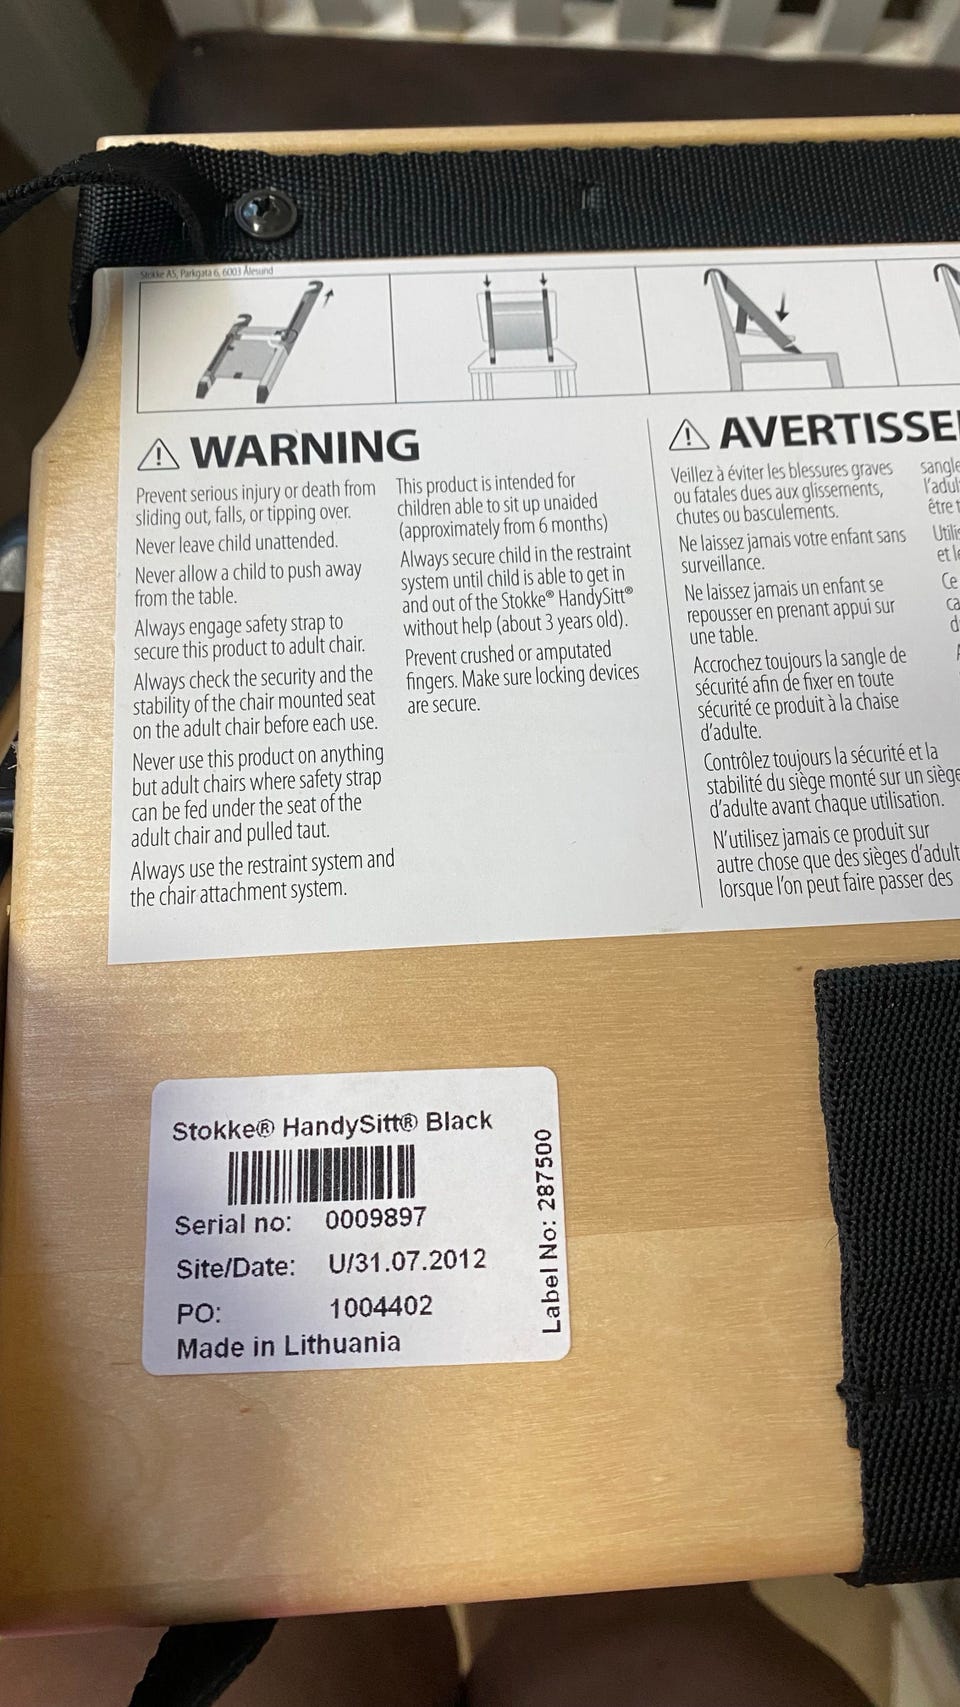 Stokke AS, Parkgata 6, 6003 Ålesund
WARNING
Prevent serious injury or death from
sliding out, falls, or tipping over.
Never leave child unattended.
Never allow a child to push away
from the table.
Always engage safety strap to
secure this product to adult chair.
Always check the security and the
stability of the chair mounted seat
on the adult chair before each use.
Never use this product on anything
but adult chairs where safety strap
can be fed under the seat of the
adult chair and pulled taut.
Always use the restraint system and
the chair attachment system.
This product is intended for
children able to sit up unaided
(approximately from 6 months)
Always secure child in the restraint
system until child is able to get in
and out of the Stokke® HandySitt®
without help (about 3 years old).
Prevent crushed or amputated
fingers. Make sure locking devices
are secure.
AVERTISSE
Veillez à éviter les blessures graves
ou fatales dues aux glissements,
chutes ou basculements.
Ne laissez jamais votre enfant sans
surveillance.
Ne laissez jamais un enfant se
repousser en prenant appui sur
une table.
Accrochez toujours la sangle de
sécurité afin de fixer en toute
sécurité ce produit à la chaise
d'adulte.
Contrôlez toujours la sécurité et la
stabilité du siège monté sur un siège
d'adulte avant chaque utilisation.
N'utilisez jamais ce produit sur
autre chose que des sièges d'adult
lorsque l'on peut faire passer des
sangle
l'adul
être t
Utilis
et le
Ce
ca
Stokke® HandySitt® Black
Serial no: 0009897
Site/Date: U/31.07.2012
PO: 1004402
Made in Lithuania
Label No: 287500